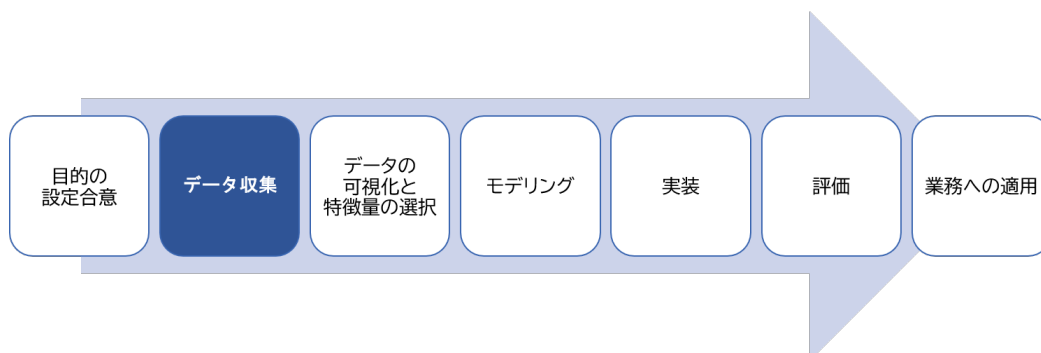 目的の
設定合意
データ収集
データの
可視化と
特徴量の選択
モデリング
実装
評価
業務への適用